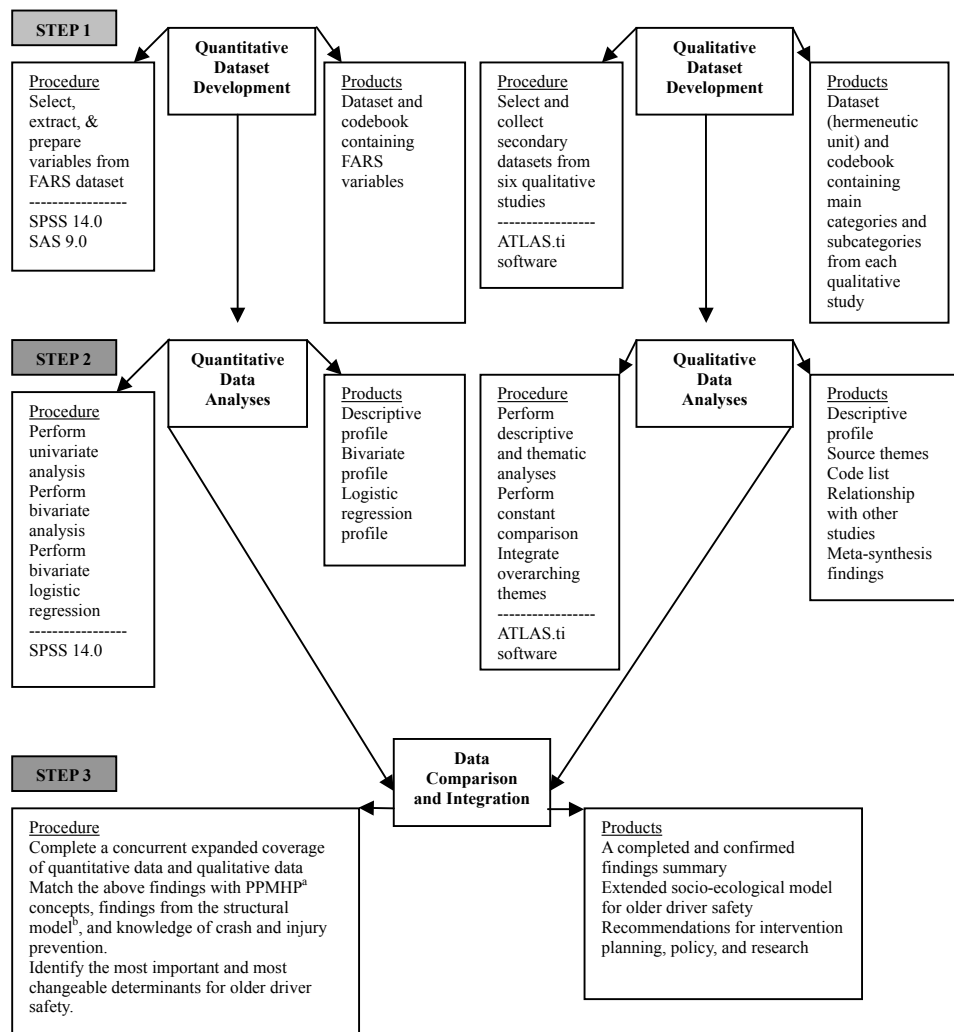 STEP 1
Quantitative
Dataset
Development
Procedure
Select,
extract, &
prepare
variables from
FARS dataset
-----------------
SPSS 14.0
SAS 9.0
Products
Dataset and
codebook
containing
FARS
variables
Qualitative
Dataset
Development
Procedure
Select and
collect
secondary
datasets from
six qualitative
studies
-----------------
ATLAS.ti
software
Products
Dataset
(hermeneutic
unit) and
codebook
containing
main
categories and
subcategories
from each
qualitative
study
STEP 2
Quantitative
Data
Analyses
Procedure
Perform
univariate
analysis
Perform
bivariate
analysis
Perform
bivariate
logistic
regression
-----------------
SPSS 14.0
Products
Descriptive
profile
Bivariate
profile
Logistic
regression
profile
Qualitative
Data
Analyses
Procedure
Perform
descriptive
and thematic
analyses
Perform
constant
comparison
Integrate
overarching
themes
-----------------
ATLAS.ti
software
Products
Descriptive
profile
Source themes
Code list
Relationship
with other
studies
Meta-synthesis
findings
STEP 3
Data
Comparison
and Integration
Procedure
Complete a concurrent expanded coverage
of quantitative data and qualitative data
Match the above findings with PPMHPᵃ
concepts, findings from the structural
modelᵇ, and knowledge of crash and injury
prevention.
Identify the most important and most
changeable determinants for older driver
safety.
Products
A completed and confirmed
findings summary
Extended socio-ecological model
for older driver safety
Recommendations for intervention
planning, policy, and research